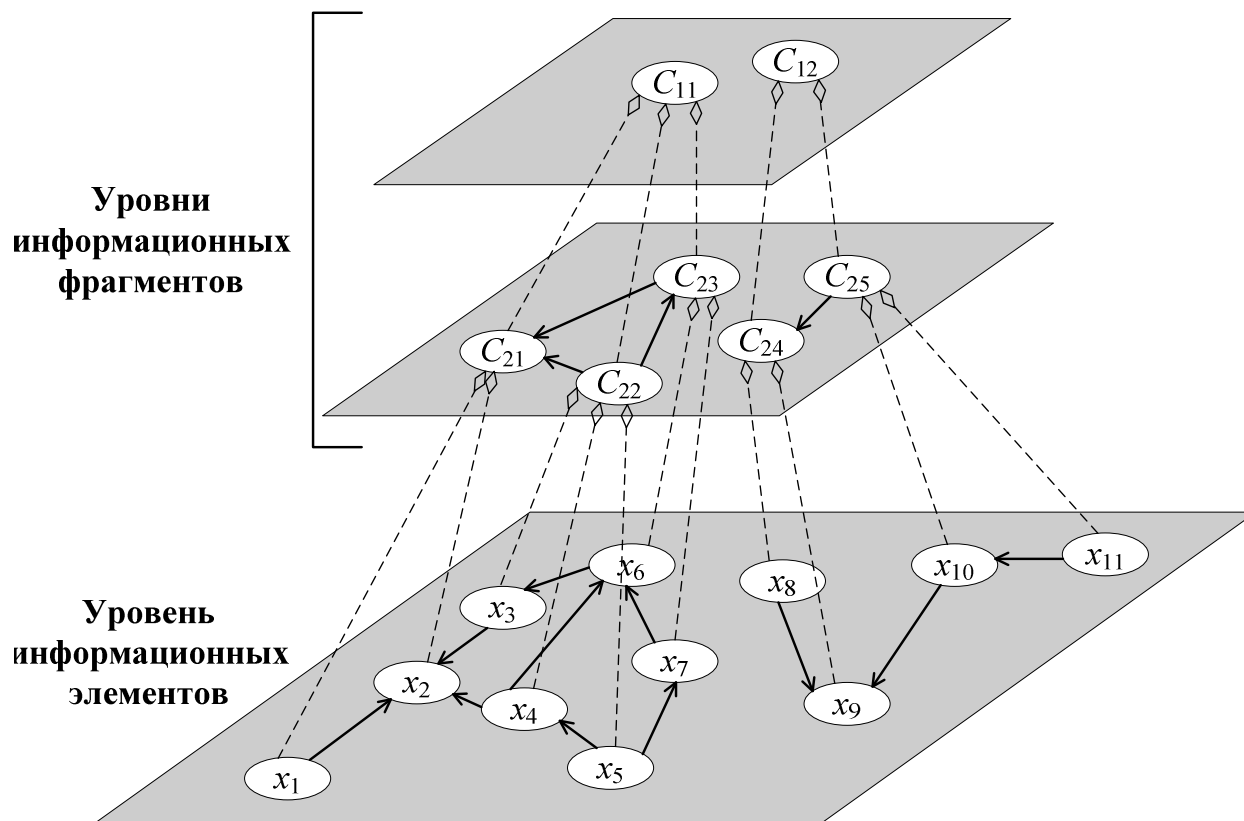 C11
C12
Уровни
информационных
фрагментов
C23
C25
C24
C21
C22
x6
x10
x11
x8
x3
Уровень
информационных
элементов
x7
x2
x4
x9
x5
x1